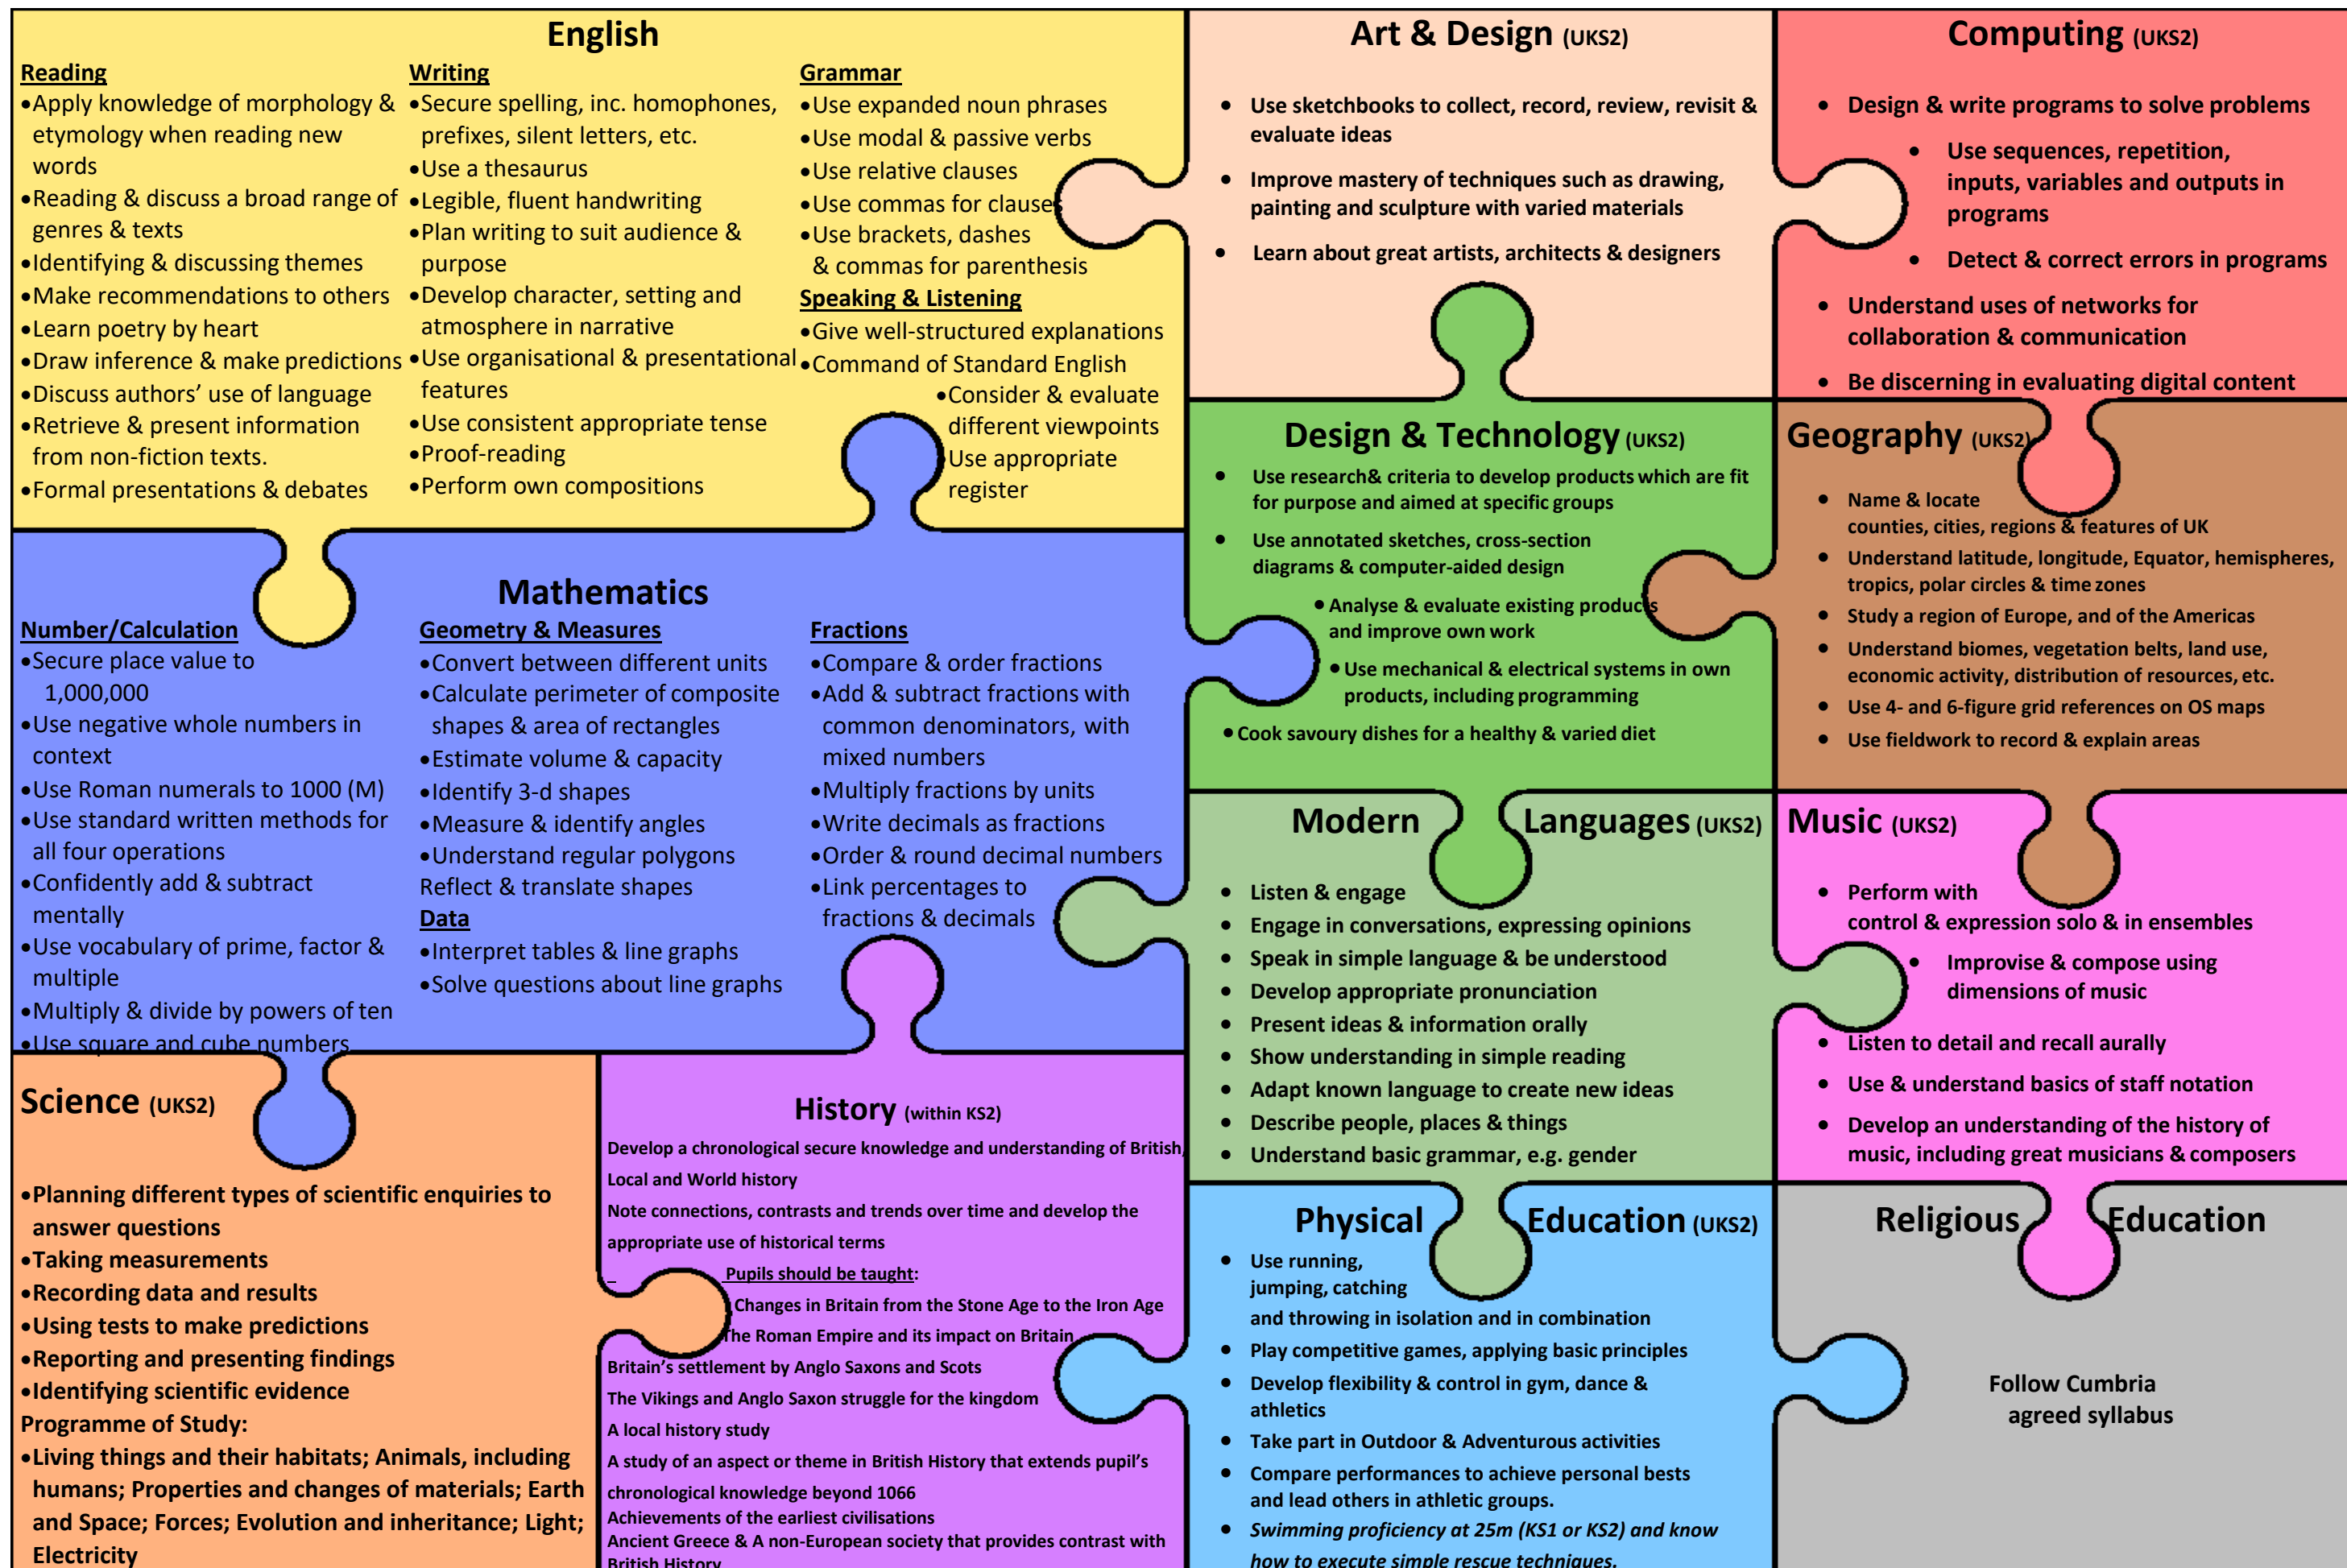 English
Reading
•Apply knowledge of morphology &
etymology when reading new
words
•Reading & discuss a broad range of
genres & texts
•Identifying & discussing themes
•Make recommendations to others
•Learn poetry by heart
•Draw inference & make predictions
•Discuss authors’ use of language
•Retrieve & present information
from non-fiction texts.
•Formal presentations & debates
Writing
•Secure spelling, inc. homophones,
prefixes, silent letters, etc.
•Use a thesaurus
•Legible, fluent handwriting
•Plan writing to suit audience &
purpose
•Develop character, setting and
atmosphere in narrative
•Use organisational & presentational
features
•Use consistent appropriate tense
•Proof-reading
•Perform own compositions
Grammar
•Use expanded noun phrases
•Use modal & passive verbs
•Use relative clauses
•Use commas for clauses
•Use brackets, dashes
& commas for parenthesis
Speaking & Listening
•Give well-structured explanations
•Command of Standard English
•Consider & evaluate
different viewpoints
Use appropriate
register
Art & Design (UKS2)
• Use sketchbooks to collect, record, review, revisit &
evaluate ideas
• Improve mastery of techniques such as drawing,
painting and sculpture with varied materials
• Learn about great artists, architects & designers
Computing (UKS2)
• Design & write programs to solve problems
• Use sequences, repetition,
inputs, variables and outputs in
programs
• Detect & correct errors in programs
• Understand uses of networks for
collaboration & communication
• Be discerning in evaluating digital content
Design & Technology (UKS2)
• Use research& criteria to develop products which are fit
for purpose and aimed at specific groups
• Use annotated sketches, cross-section
diagrams & computer-aided design
• Analyse & evaluate existing products
and improve own work
• Use mechanical & electrical systems in own
products, including programming
• Cook savoury dishes for a healthy & varied diet
Geography (UKS2)
• Name & locate
counties, cities, regions & features of UK
• Understand latitude, longitude, Equator, hemispheres,
tropics, polar circles & time zones
• Study a region of Europe, and of the Americas
• Understand biomes, vegetation belts, land use,
economic activity, distribution of resources, etc.
• Use 4- and 6-figure grid references on OS maps
• Use fieldwork to record & explain areas
Mathematics
Number/Calculation
•Secure place value to
1,000,000
•Use negative whole numbers in
context
•Use Roman numerals to 1000 (M)
•Use standard written methods for
all four operations
•Confidently add & subtract
mentally
•Use vocabulary of prime, factor &
multiple
•Multiply & divide by powers of ten
•Use square and cube numbers
Geometry & Measures
•Convert between different units
•Calculate perimeter of composite
shapes & area of rectangles
•Estimate volume & capacity
•Identify 3-d shapes
•Measure & identify angles
•Understand regular polygons
Reflect & translate shapes
Data
•Interpret tables & line graphs
•Solve questions about line graphs
Fractions
•Compare & order fractions
•Add & subtract fractions with
common denominators, with
mixed numbers
•Multiply fractions by units
•Write decimals as fractions
•Order & round decimal numbers
•Link percentages to
fractions & decimals
Modern Languages (UKS2)
• Listen & engage
• Engage in conversations, expressing opinions
• Speak in simple language & be understood
• Develop appropriate pronunciation
• Present ideas & information orally
• Show understanding in simple reading
• Adapt known language to create new ideas
• Describe people, places & things
• Understand basic grammar, e.g. gender
Music (UKS2)
• Perform with
control & expression solo & in ensembles
• Improvise & compose using
dimensions of music
• Listen to detail and recall aurally
• Use & understand basics of staff notation
• Develop an understanding of the history of
music, including great musicians & composers
Science (UKS2)
•Planning different types of scientific enquiries to
answer questions
•Taking measurements
•Recording data and results
•Using tests to make predictions
•Reporting and presenting findings
•Identifying scientific evidence
Programme of Study:
•Living things and their habitats; Animals, including
humans; Properties and changes of materials; Earth
and Space; Forces; Evolution and inheritance; Light;
Electricity
History (within KS2)
Develop a chronological secure knowledge and understanding of British,
Local and World history
Note connections, contrasts and trends over time and develop the
appropriate use of historical terms
Pupils should be taught:
Changes in Britain from the Stone Age to the Iron Age
The Roman Empire and its impact on Britain
Britain’s settlement by Anglo Saxons and Scots
The Vikings and Anglo Saxon struggle for the kingdom
A local history study
A study of an aspect or theme in British History that extends pupil’s
chronological knowledge beyond 1066
Achievements of the earliest civilisations
Ancient Greece & A non-European society that provides contrast with
British History
Physical Education (UKS2)
• Use running,
jumping, catching
and throwing in isolation and in combination
• Play competitive games, applying basic principles
• Develop flexibility & control in gym, dance &
athletics
• Take part in Outdoor & Adventurous activities
• Compare performances to achieve personal bests
and lead others in athletic groups.
• Swimming proficiency at 25m (KS1 or KS2) and know
how to execute simple rescue techniques.
Religious Education
Follow Cumbria
agreed syllabus